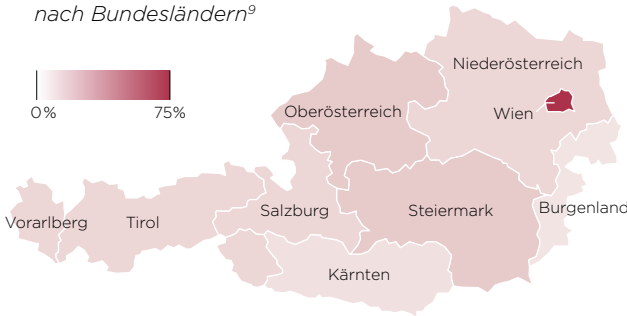 nach Bundesländern⁹
0%
75%
Niederösterreich
Oberösterreich
Wien
Vorarlberg
Tirol
Salzburg
Steiermark
Burgenland
Kärnten